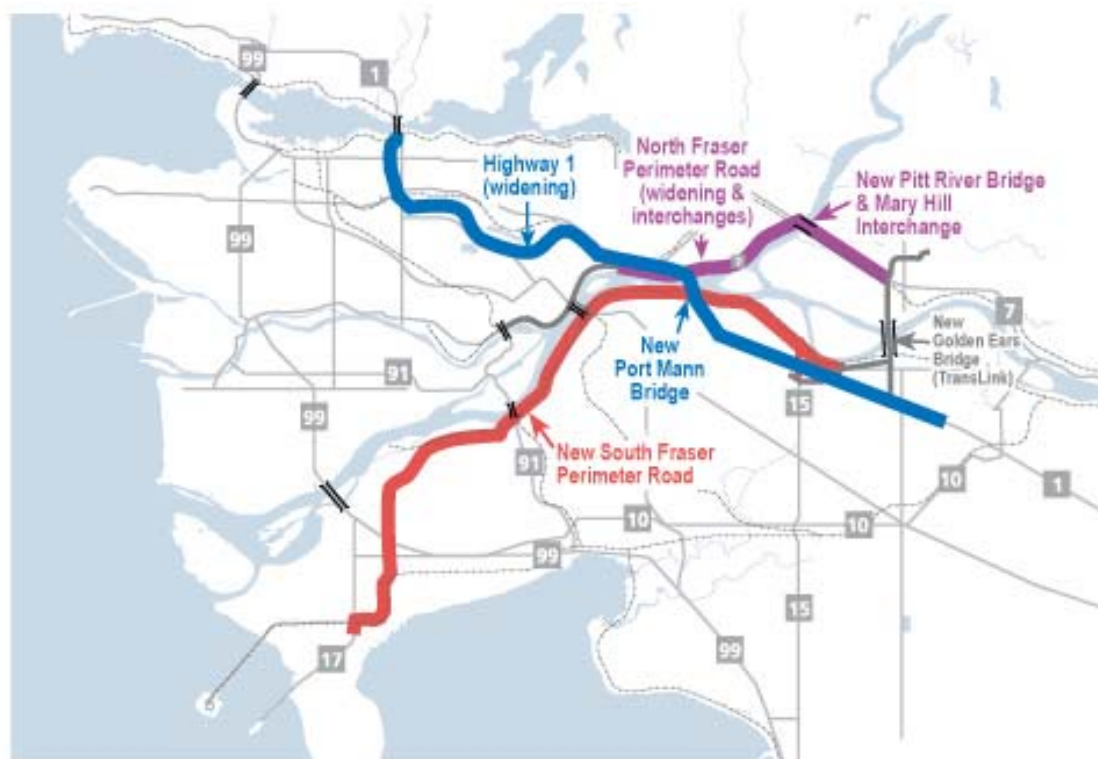 99
1
Highway 1
(widening)
North Fraser
Perimeter Road
(widening &
interchanges)
New Pitt River Bridge
& Mary Hill
Interchange
99
7
New
Golden Ears
Bridge
(TransLink)
New
Port Mann
Bridge
91
99
15
New South Fraser
Perimeter Road
91
10
1
10
10
99
15
17
99